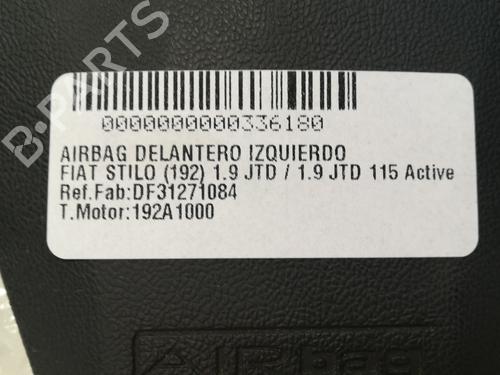 B-PARTS
0000000000336180
AIRBAG DELANTERO IZQUIERDO
FIAT STILO (192) 1.9 JTD / 1.9 JTD 115 Active
Ref.Fab:DF31271084
T.Motor:192A1000
AIRbag